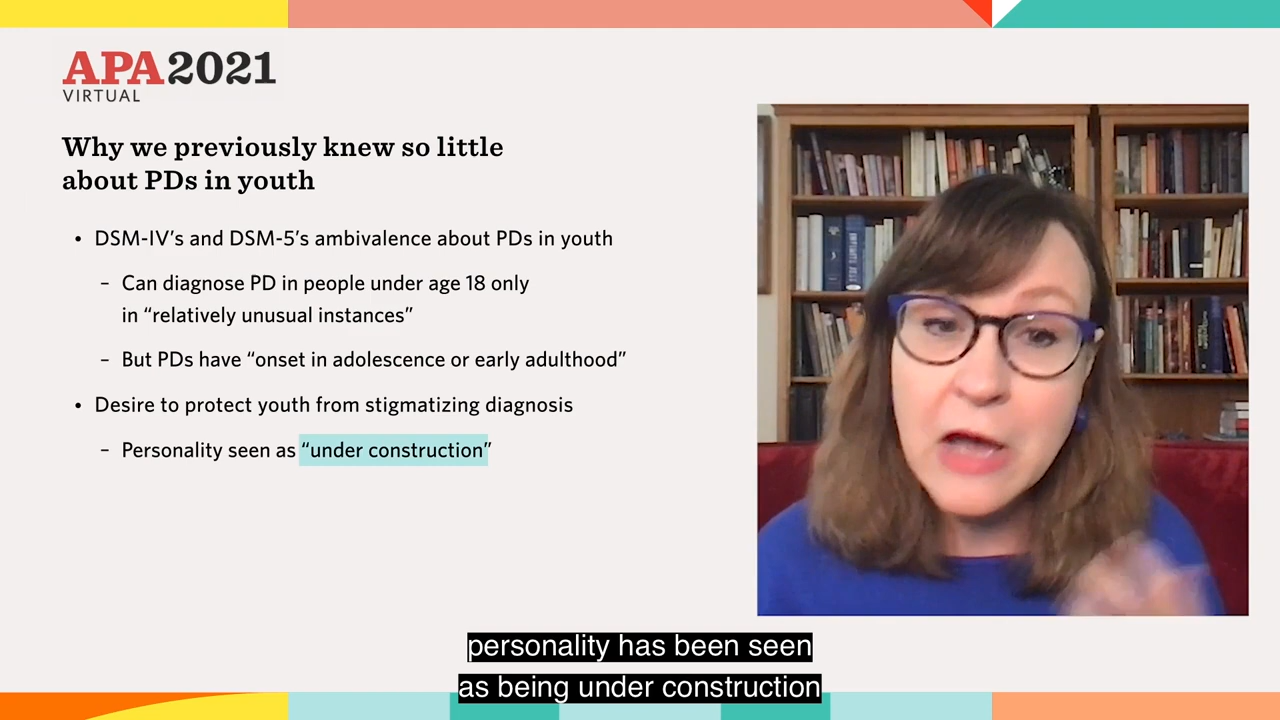 APA2021
VIRTUAL
Why we previously knew so little
about PDs in youth
• DSM-IV’s and DSM-5’s ambivalence about PDs in youth
– Can diagnose PD in people under age 18 only
in “relatively unusual instances”
– But PDs have “onset in adolescence or early adulthood”
• Desire to protect youth from stigmatizing diagnosis
– Personality seen as “under construction”
personality has been seen
as being under construction